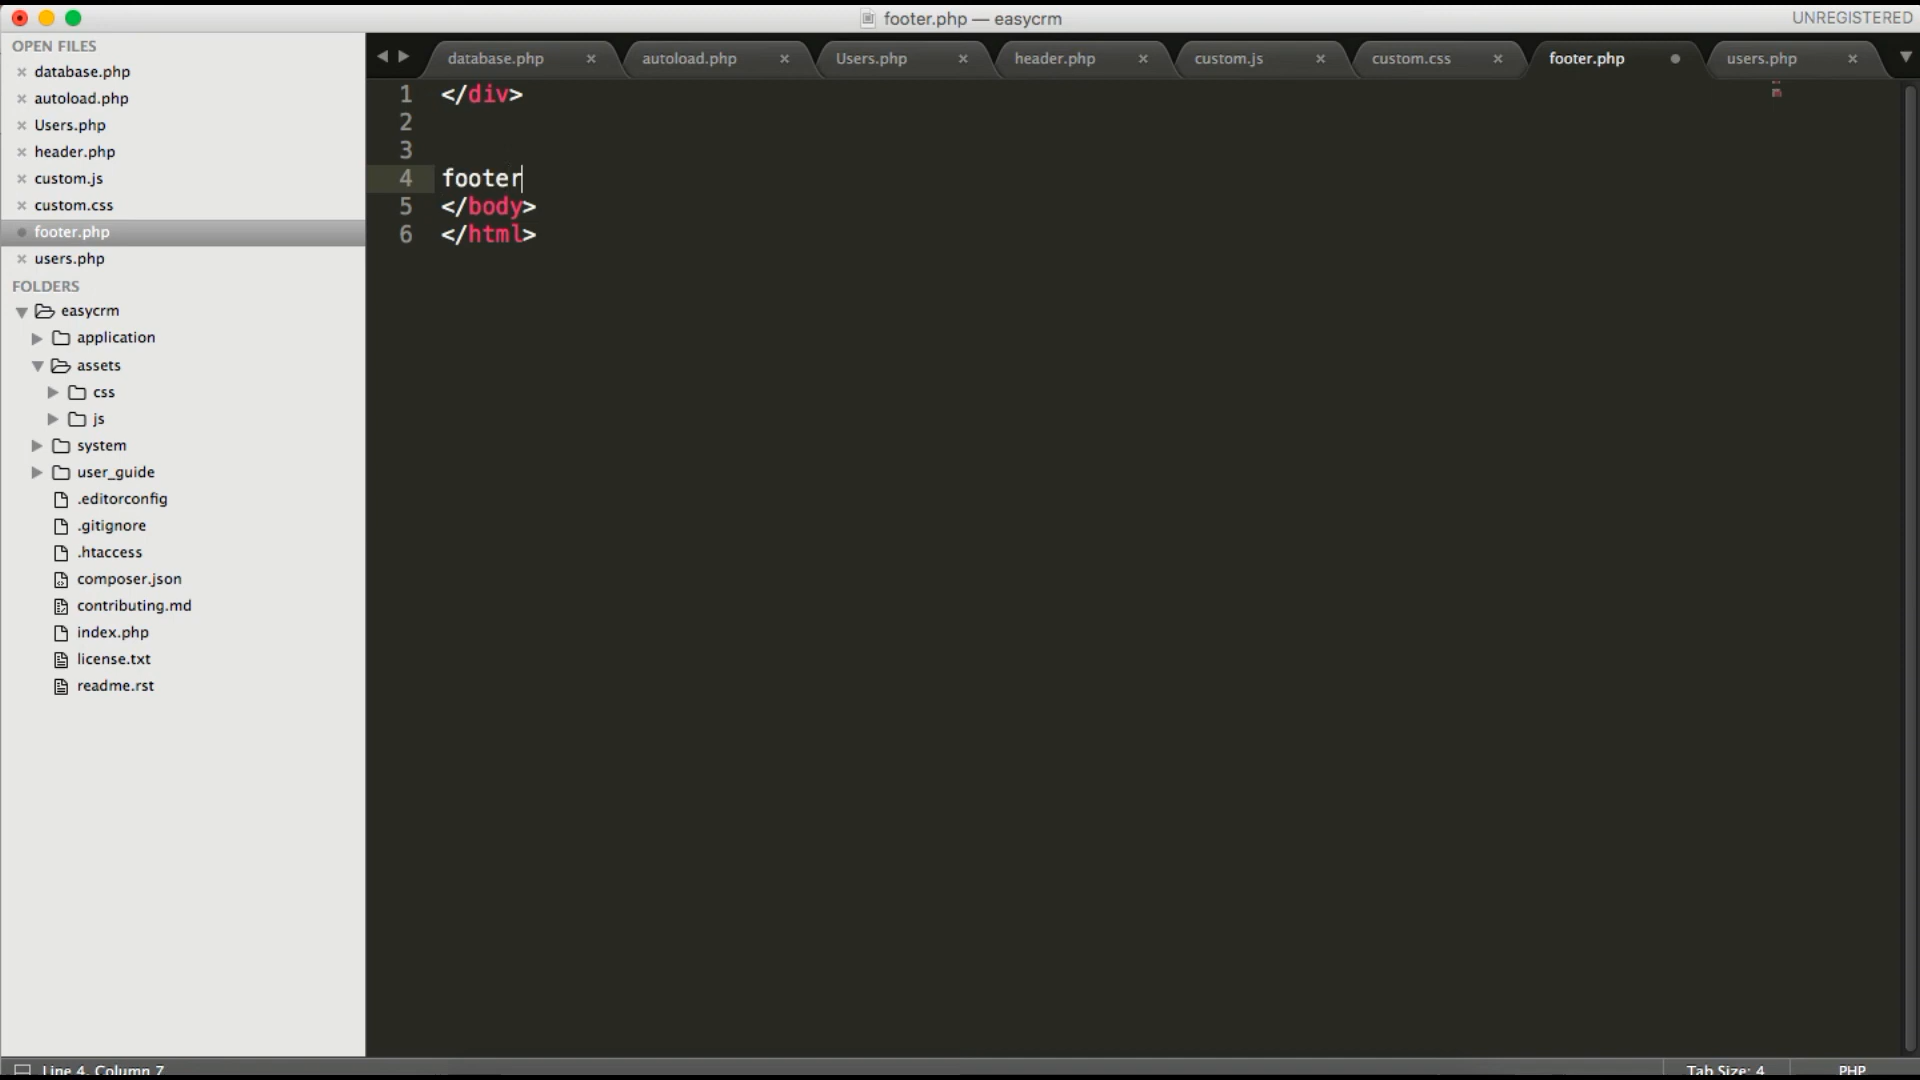 footer.php — easycrm
UNREGISTERED
OPEN FILES
database.php
autoload.php
Users.php
header.php
custom.js
custom.css
footer.php
users.php
FOLDERS
easycrm
application
assets
css
js
system
user_guide
.editorconfig
.gitignore
.htaccess
composer.json
contributing.md
index.php
license.txt
readme.rst
database.php
autoload.php
Users.php
header.php
custom.js
custom.css
footer.php
users.php
1 </div>
2
3
4 footer
5 </body>
6 </html>
Line 4, Column 7
Tab Size: 4
PHP